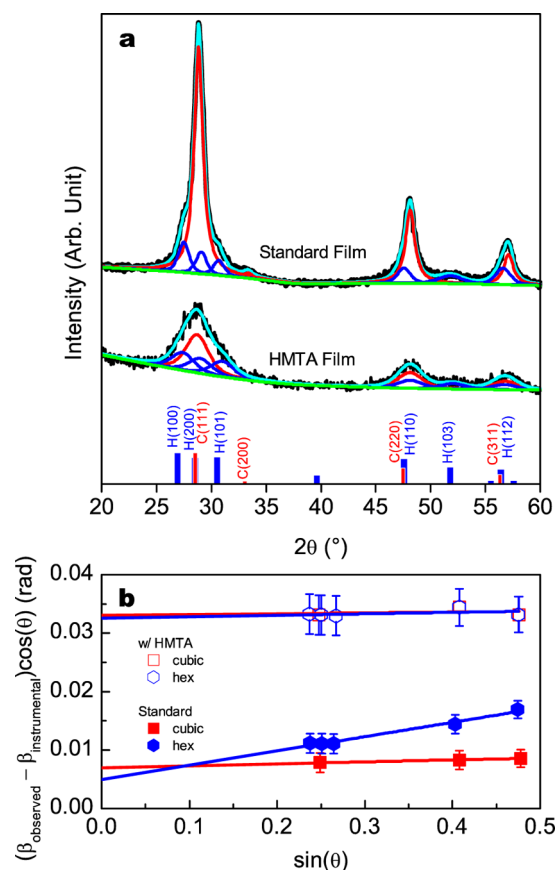 a
Intensity (Arb. Unit)
Standard Film
HMTA Film
H(100)
H(200)
C(111)
H(101)
C(200)
C(220)
H(110)
H(103)
C(311)
H(112)
20 25 30 35 40 45 50 55 60
2θ (°)
b
(β_observed − β_instrumental)cos(θ) (rad)
0.04
0.03
0.02
0.01
0.00
w/ HMTA
cubic
hex
Standard
cubic
hex
0.0 0.1 0.2 0.3 0.4 0.5
sin(θ)